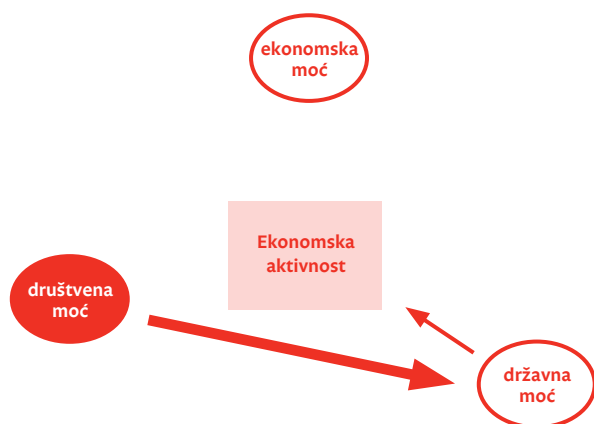 ekonomska
moć
Ekonomska
aktivnost
društvena
moć
državna
moć